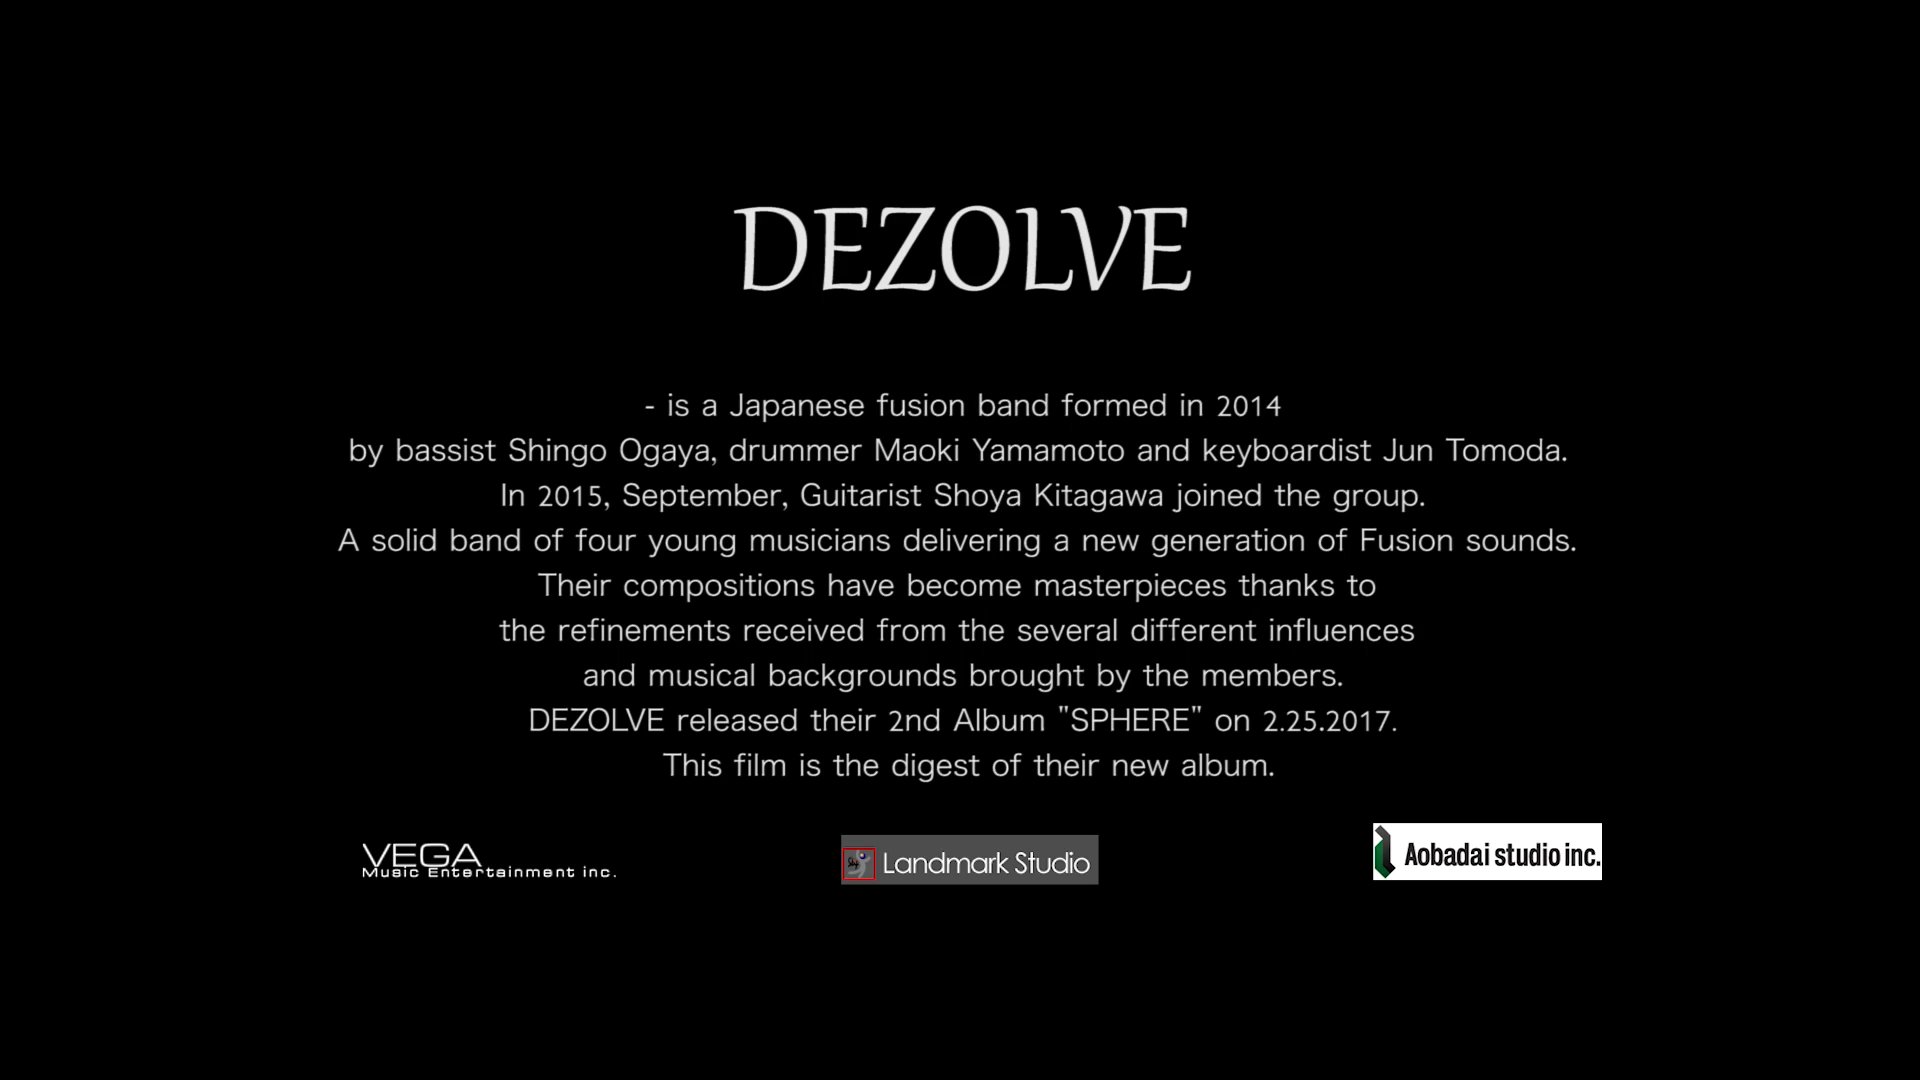 DEZOLVE
- is a Japanese fusion band formed in 2014
by bassist Shingo Ogaya, drummer Maoki Yamamoto and keyboardist Jun Tomoda.
In 2015, September, Guitarist Shoya Kitagawa joined the group.
A solid band of four young musicians delivering a new generation of Fusion sounds.
Their compositions have become masterpieces thanks to
the refinements received from the several different influences
and musical backgrounds brought by the members.
DEZOLVE released their 2nd Album "SPHERE" on 2.25.2017.
This film is the digest of their new album.
VEGA
Music Entertainment inc.
Landmark Studio
Aobadai studio inc.